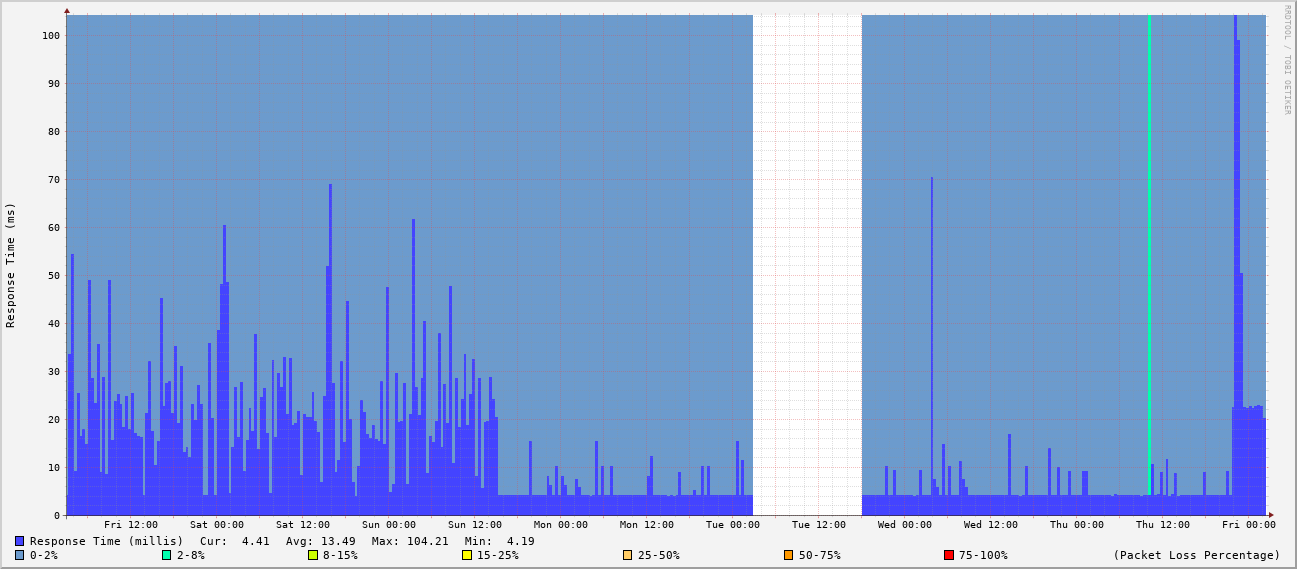 RRDTOOL / TOBI OETIKER
Response Time (ms)
100
90
80
70
60
50
40
30
20
10
0
Fri 12:00 Sat 00:00 Sat 12:00 Sun 00:00 Sun 12:00 Mon 00:00 Mon 12:00 Tue 00:00 Tue 12:00 Wed 00:00 Wed 12:00 Thu 00:00 Thu 12:00 Fri 00:00
Response Time (millis) Cur: 4.41 Avg: 13.49 Max: 104.21 Min: 4.19
0-2% 2-8% 8-15% 15-25% 25-50% 50-75% 75-100% (Packet Loss Percentage)